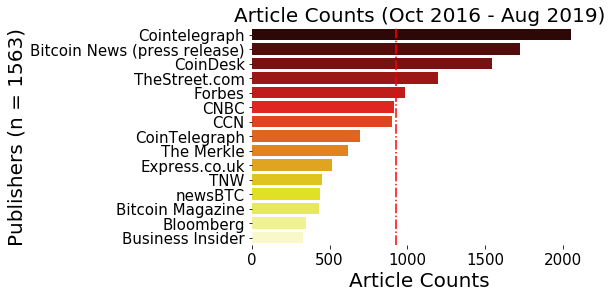 Article Counts (Oct 2016 - Aug 2019)
Publishers (n = 1563)
Cointelegraph
Bitcoin News (press release)
CoinDesk
TheStreet.com
Forbes
CNBC
CCN
CoinTelegraph
The Merkle
Express.co.uk
TNW
newsBTC
Bitcoin Magazine
Bloomberg
Business Insider
0 500 1000 1500 2000
Article Counts